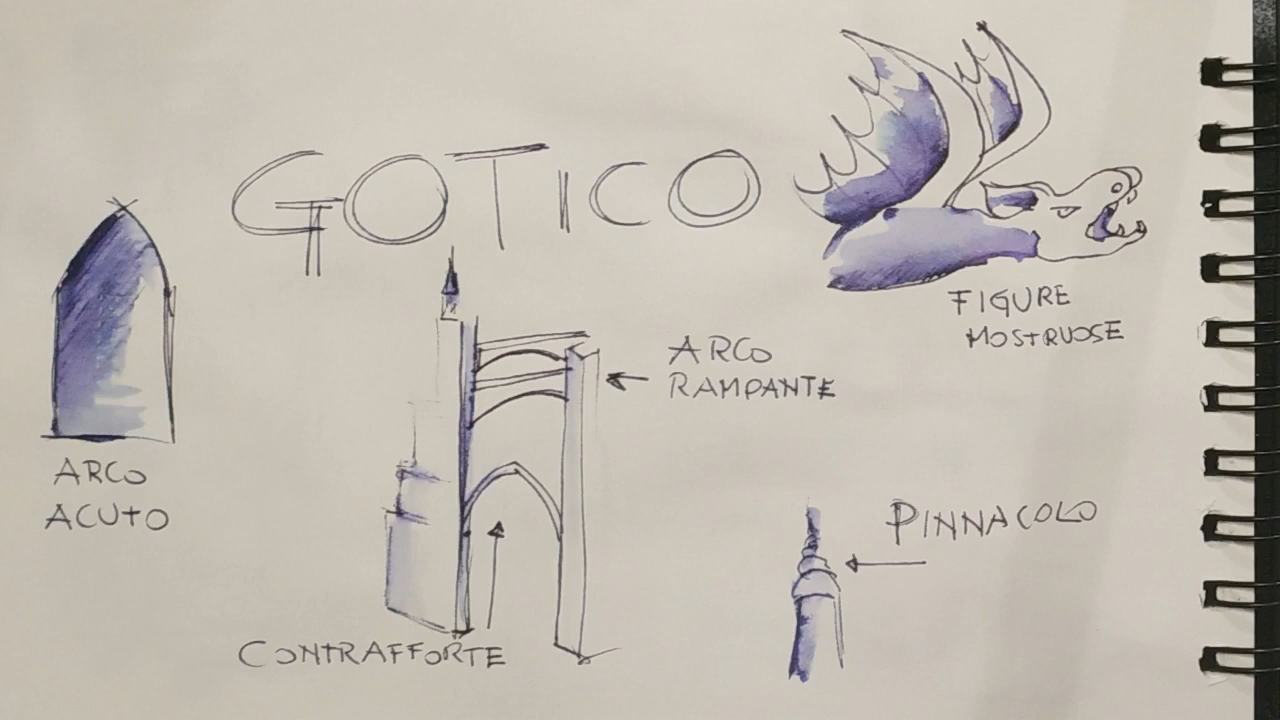 GOTICO
FIGURE
MOSTRUOSE
ARCO
RAMPANTE
ARCO
ACUTO
PINNACOLO
CONTRAFFORTE